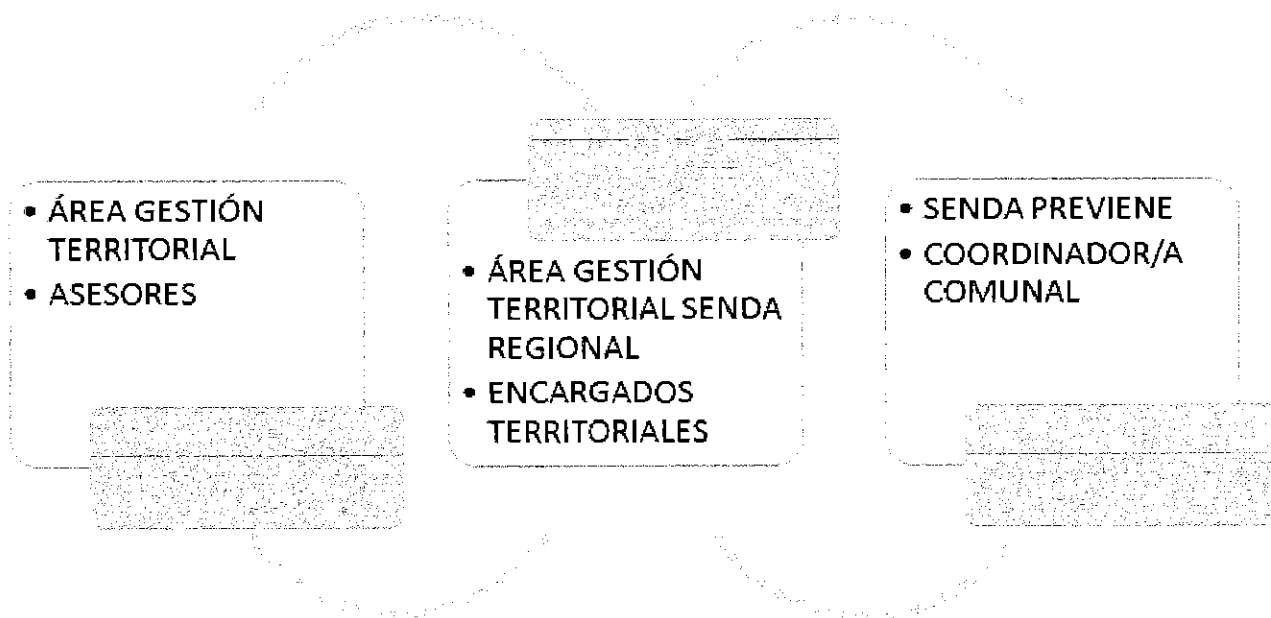 • ÁREA GESTIÓN
TERRITORIAL
• ASESORES
• ÁREA GESTIÓN
TERRITORIAL SENDA
REGIONAL
• ENCARGADOS
TERRITORIALES
• SENDA PREVIENE
• COORDINADOR/A
COMUNAL